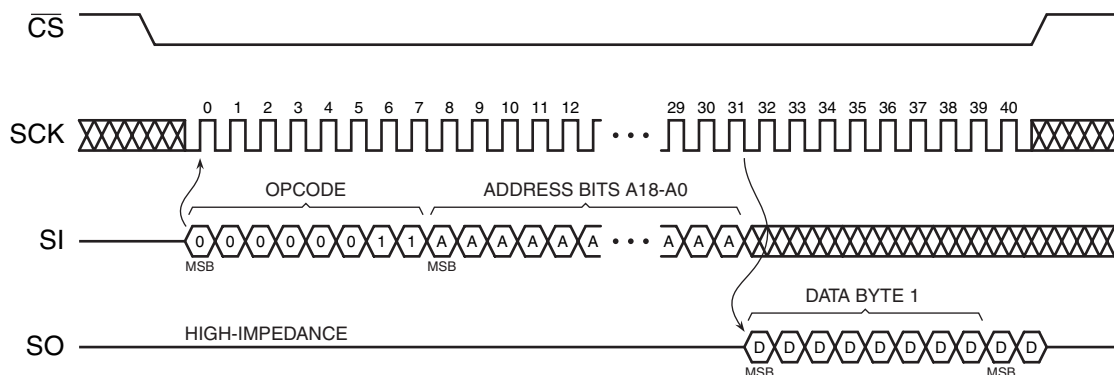 CS
0 1 2 3 4 5 6 7 8 9 10 11 12 29 30 31 32 33 34 35 36 37 38 39 40
SCK
OPCODE ADDRESS BITS A18-A0
SI 0 0 0 0 0 0 1 1 A A A A A A A A A
MSB MSB
DATA BYTE 1
HIGH-IMPEDANCE
SO D D D D D D D D D D
MSB MSB